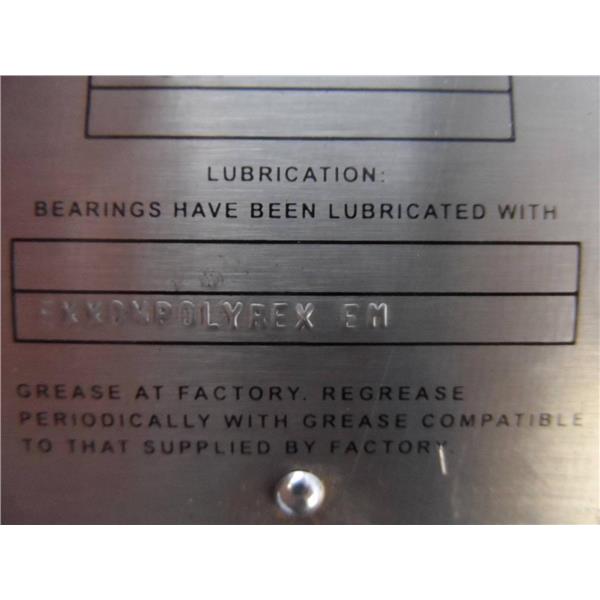 LUBRICATION:
BEARINGS HAVE BEEN LUBRICATED WITH
EXXONPOLYREX EM
GREASE AT FACTORY. REGREASE
PERIODICALLY WITH GREASE COMPATIBLE
TO THAT SUPPLIED BY FACTORY.